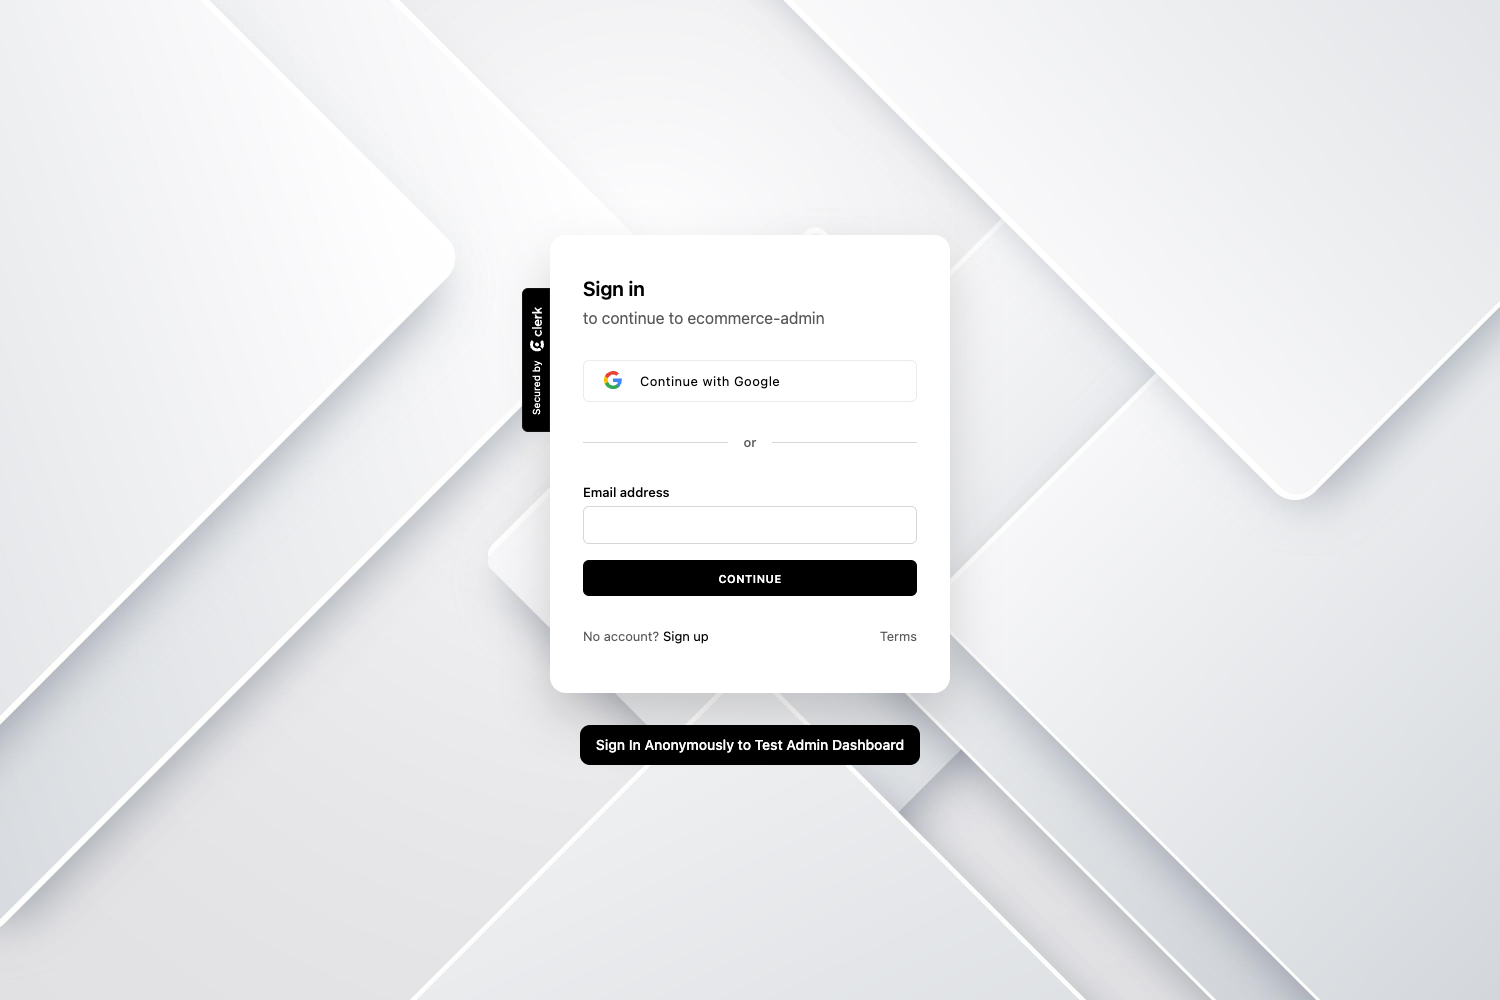 Sign in
to continue to ecommerce-admin
Secured by clerk
Continue with Google
or
Email address
CONTINUE
No account? Sign up
Terms
Sign In Anonymously to Test Admin Dashboard